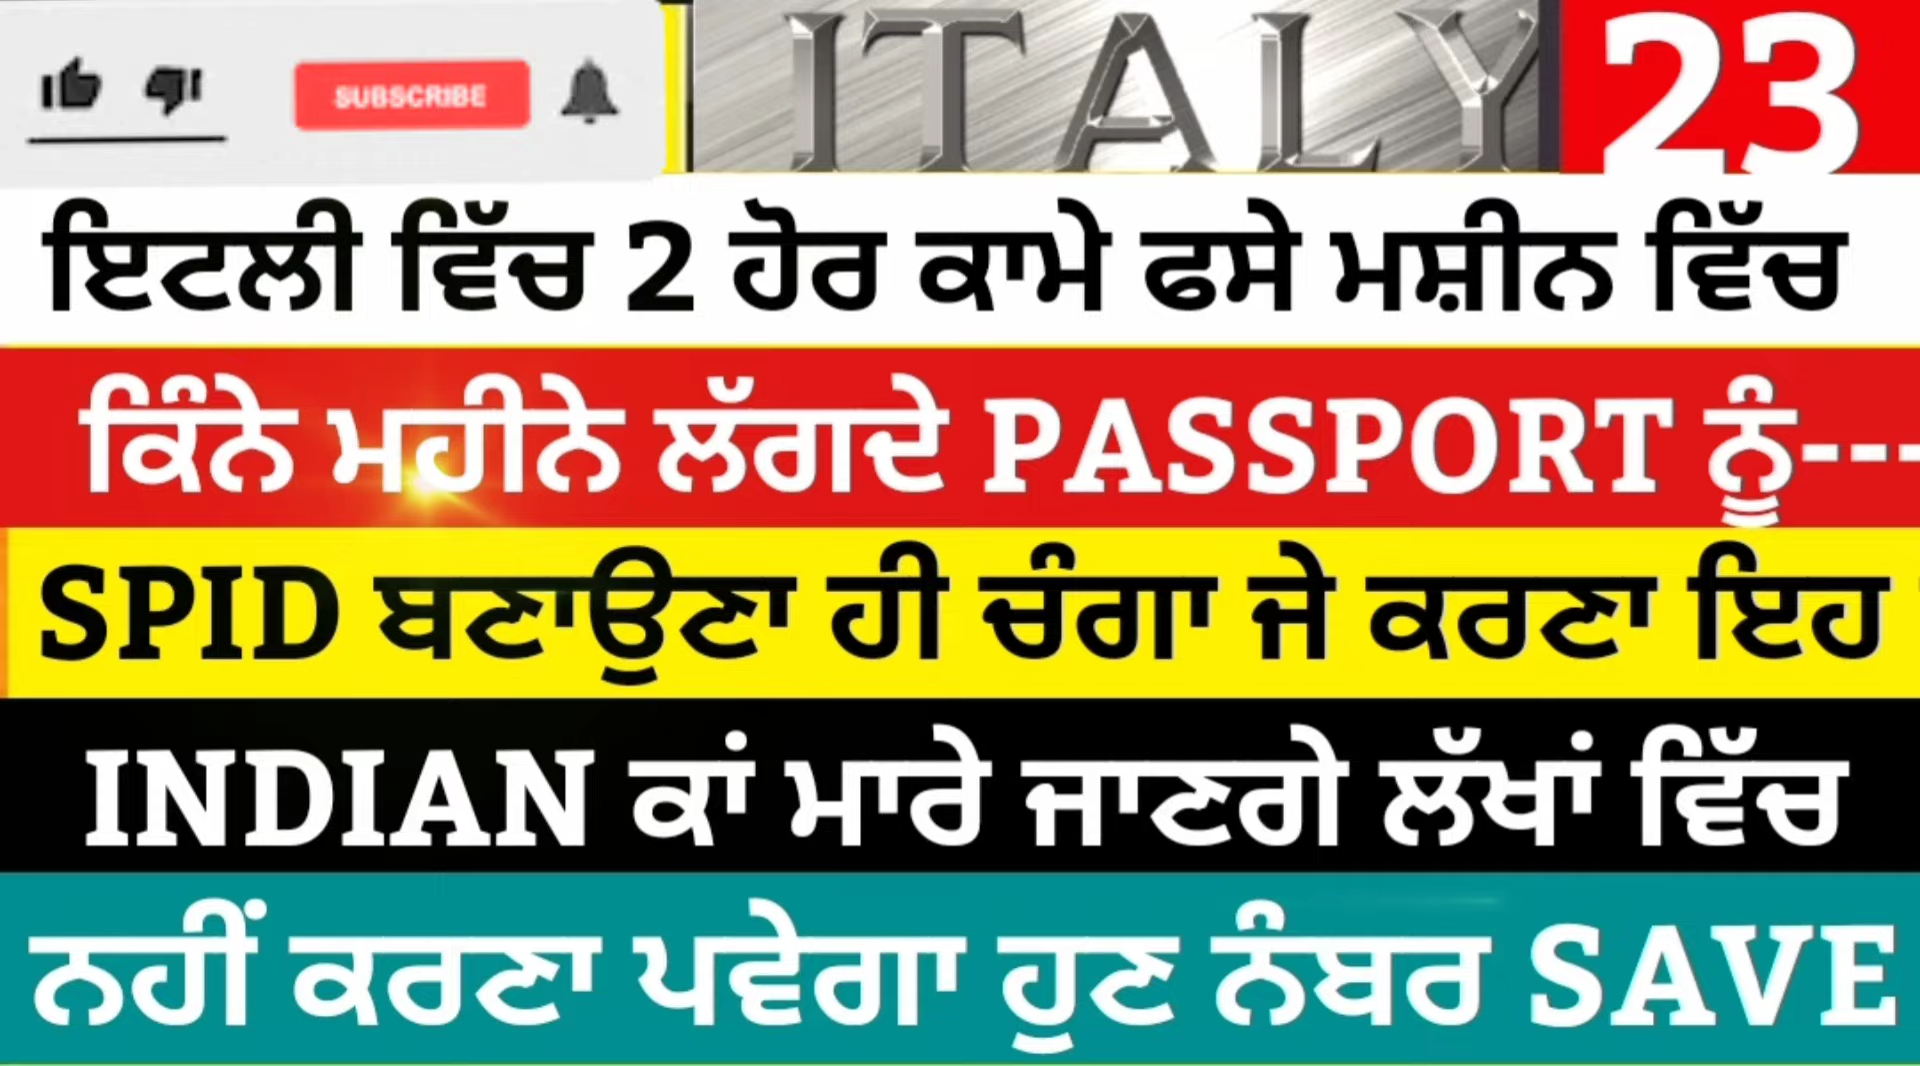 SUBSCRIBE
ITALY 23
ਇਟਲੀ ਵਿੱਚ 2 ਹੋਰ ਕਾਮੇ ਫਸੇ ਮਸ਼ੀਨ ਵਿੱਚ
ਕਿੰਨੇ ਮਹੀਨੇ ਲੱਗਦੇ PASSPORT ਨੂੰ---
SPID ਬਣਾਉਣਾ ਹੀ ਚੰਗਾ ਜੇ ਕਰਣਾ ਇਹ
INDIAN ਕਾਂ ਮਾਰੇ ਜਾਣਗੇ ਲੱਖਾਂ ਵਿੱਚ
ਨਹੀਂ ਕਰਣਾ ਪਵੇਗਾ ਹੁਣ ਨੰਬਰ SAVE